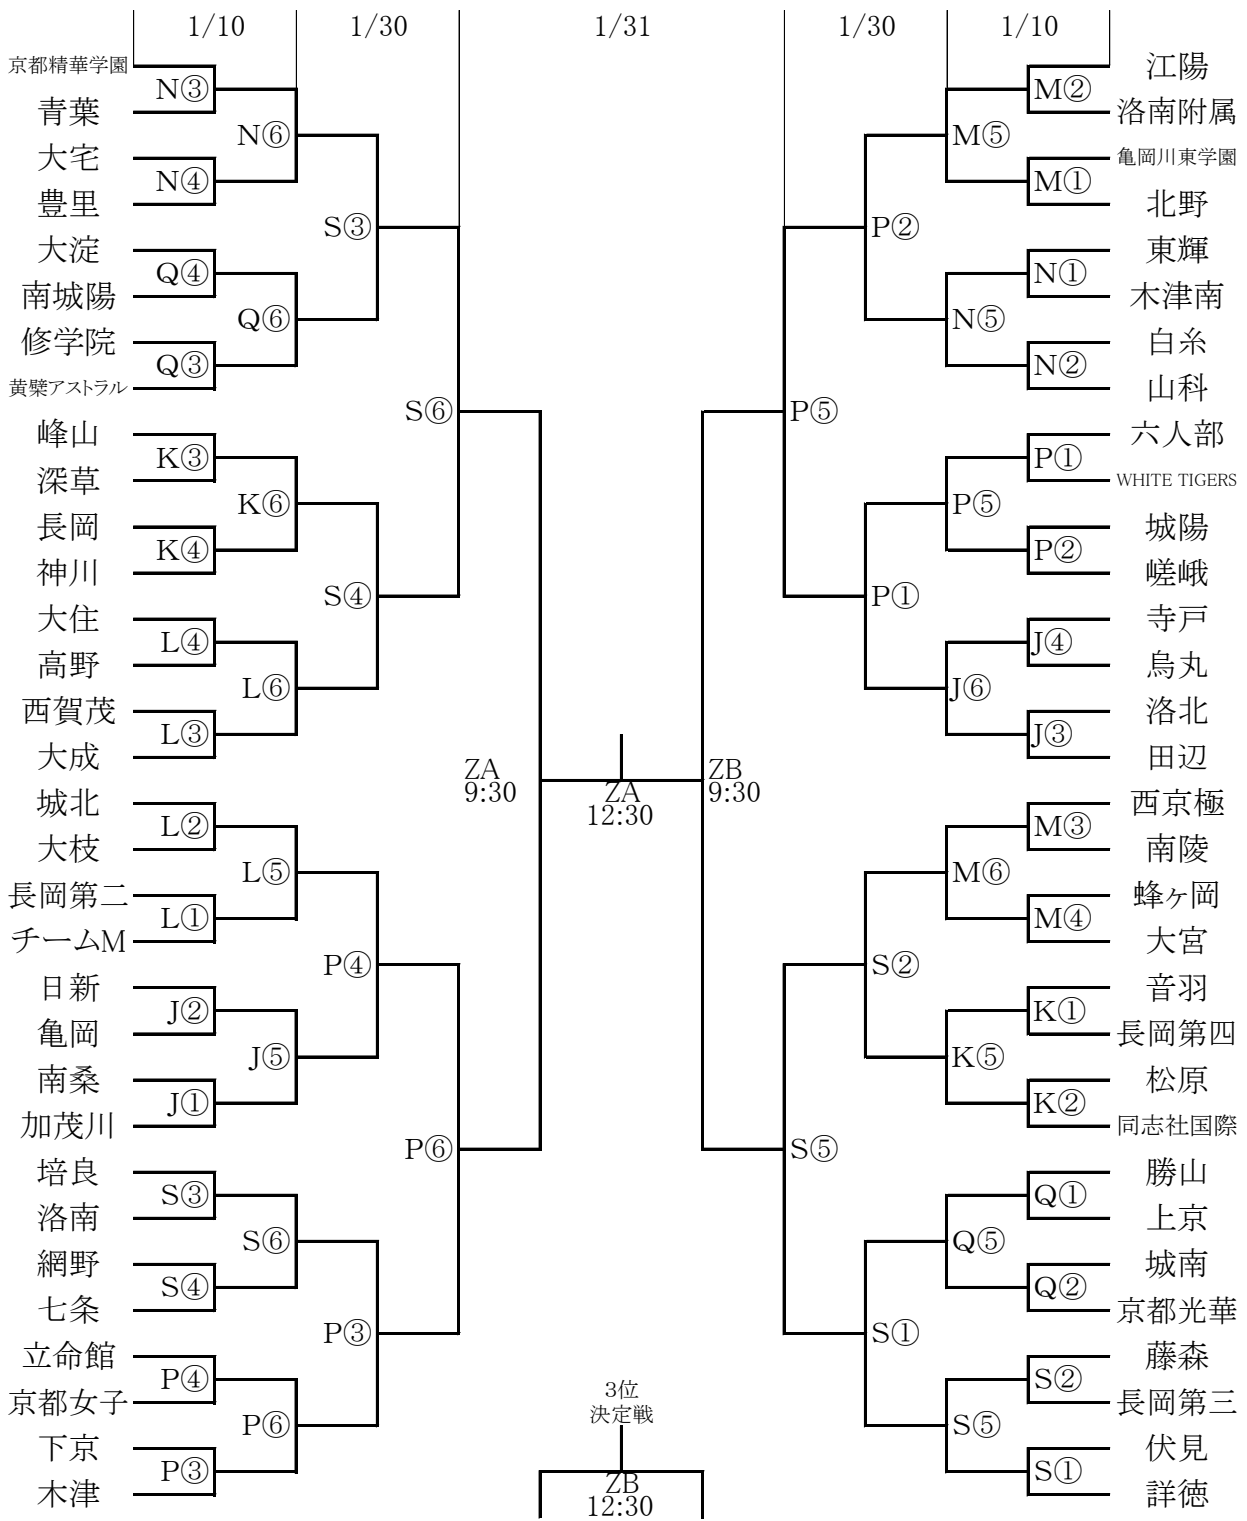 1/10 1/30 1/31 1/30 1/10
京都精華学園
N③
青葉
N⑥
大宅
N④
豊里
S③
大淀
Q④
南城陽
Q⑥
修学院
Q③
黄檗アストラル
S⑥
峰山
K③
深草
K⑥
長岡
K④
神川
S④
大住
L④
高野
L⑥
西賀茂
L③
大成
ZA
9:30
城北
L②
大枝
L⑤
長岡第二
L①
チームM
P④
日新
J②
亀岡
J⑤
南桑
J①
加茂川
P⑥
培良
S③
洛南
S⑥
網野
S④
七条
P③
立命館
P④
京都女子
P⑥
下京
P③
木津
ZA
12:30
3位
決定戦
ZB
12:30
江陽
M②
洛南附属
M⑤
亀岡川東学園
M①
北野
P②
東輝
N①
木津南
N⑤
白糸
N②
山科
P⑤
六人部
P①
WHITE TIGERS
P⑤
城陽
P②
嵯峨
P①
寺戸
J④
烏丸
J⑥
洛北
J③
田辺
ZB
9:30
西京極
M③
南陵
M⑥
蜂ヶ岡
M④
大宮
S②
音羽
K①
長岡第四
K⑤
松原
K②
同志社国際
S⑤
勝山
Q①
上京
Q⑤
城南
Q②
京都光華
S①
藤森
S②
長岡第三
S⑤
伏見
S①
詳徳